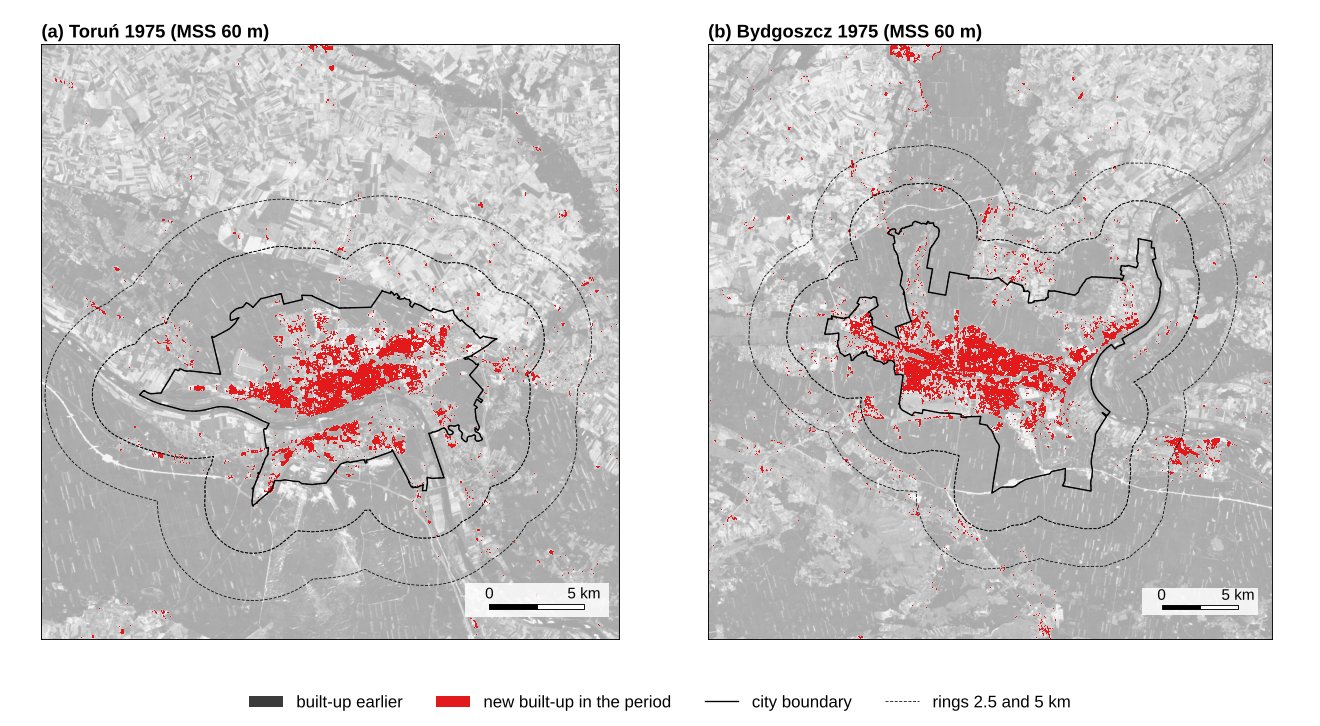 (a) Toruń 1975 (MSS 60 m)
(b) Bydgoszcz 1975 (MSS 60 m)
0 5 km
0 5 km
built-up earlier
new built-up in the period
city boundary
rings 2.5 and 5 km